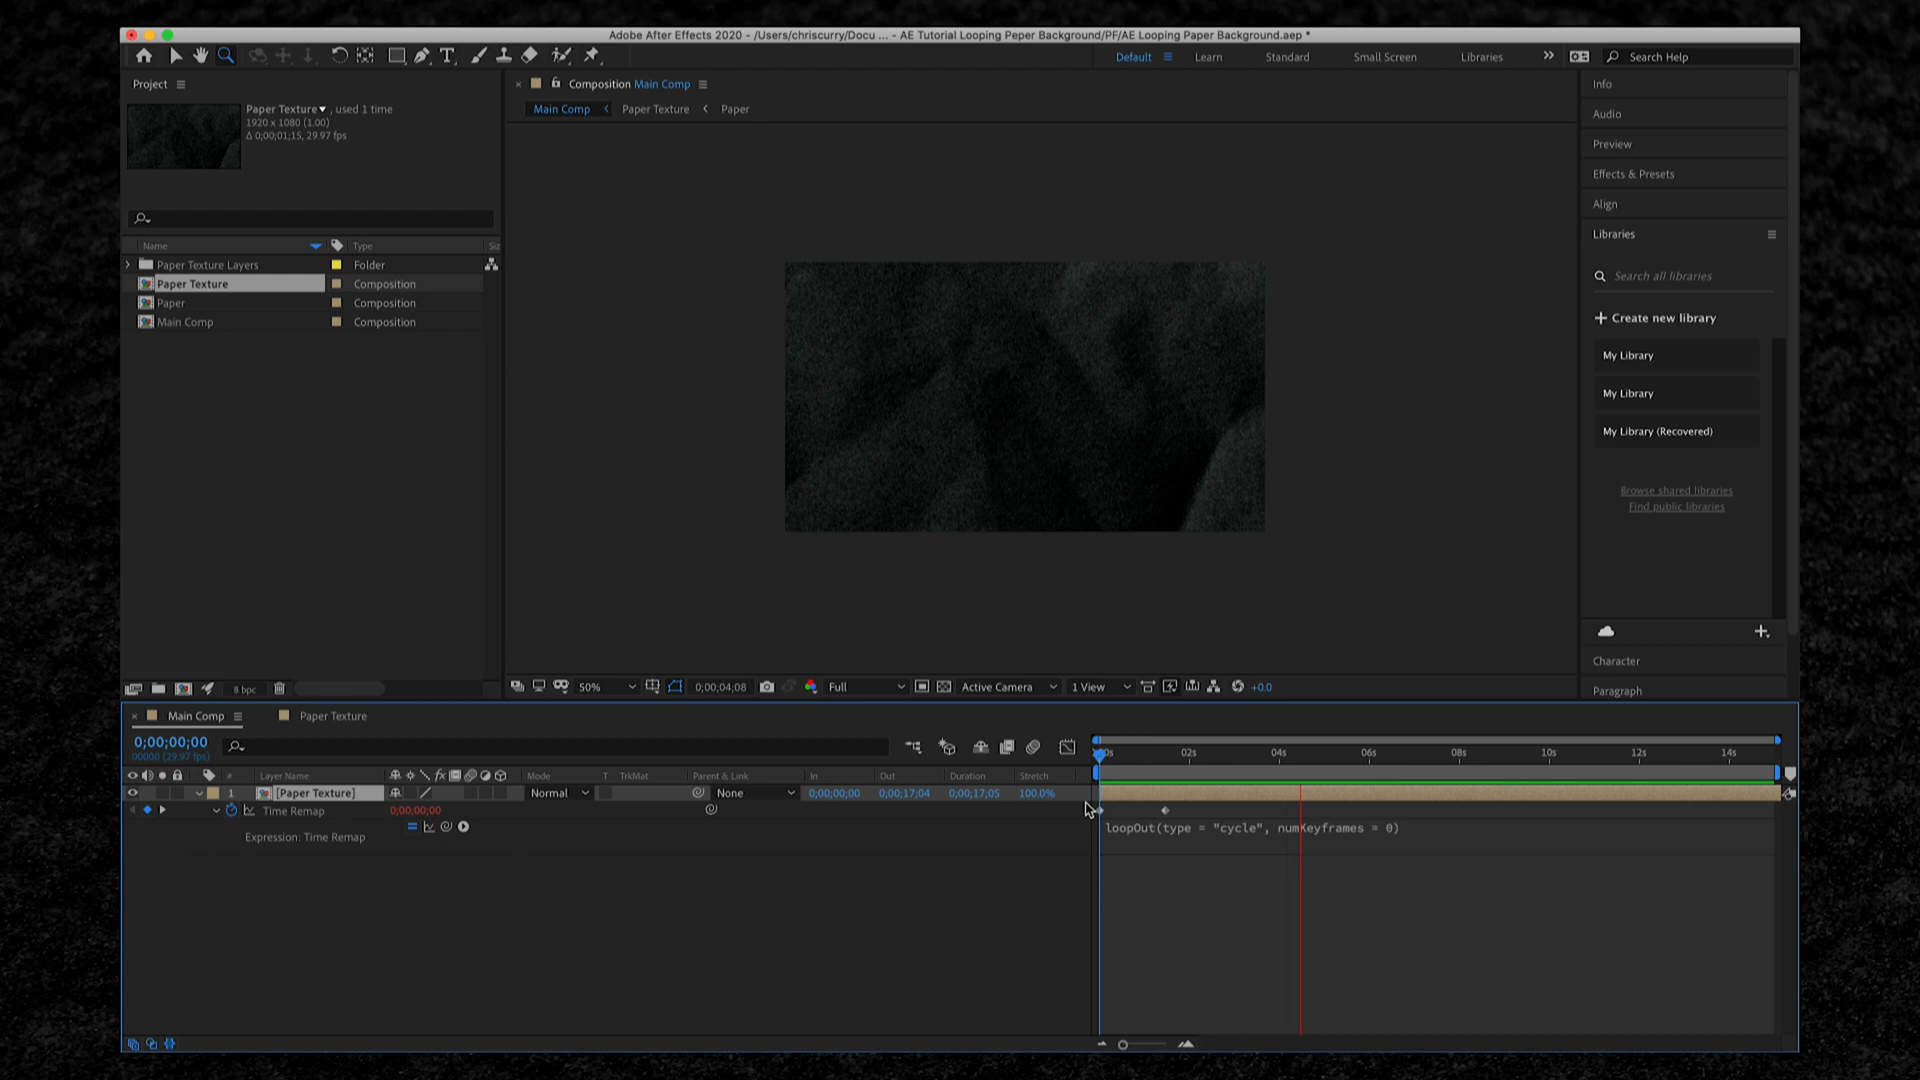 Adobe After Effects 2020 - /Users/chriscurry/Docu ... - AE Tutorial Looping Peper Background/PF/AE Looping Paper Background.aep *
Default
Learn
Standard
Small Screen
Libraries
Search Help
Project
Composition Main Comp
Main Comp
Paper Texture
Paper
Paper Texture , used 1 time
1920 x 1080 (1.00)
Δ 0;00;01;15, 29.97 fps
Name
Type
Siz
Paper Texture Layers
Folder
Paper Texture
Composition
Paper
Composition
Main Comp
Composition
Info
Audio
Preview
Effects & Presets
Align
Libraries
Search all libraries
Create new library
My Library
My Library
My Library (Recovered)
Browse shared libraries
Find public libraries
Character
Paragraph
8 bpc
50%
0;00;04;08
Full
Active Camera
1 View
+0.0
Main Comp
Paper Texture
0;00;00;00
00000 (29.97 fps)
02s
04s
06s
08s
10s
12s
14s
#
Layer Name
Mode
T
TrkMat
Parent & Link
In
Out
Duration
Stretch
1
[Paper Texture]
Normal
None
0;00;00;00
0;00;17;04
0;00;17;05
100.0%
Time Remap
0;00;00;00
Expression: Time Remap
loopOut(type = "cycle", numKeyframes = 0)